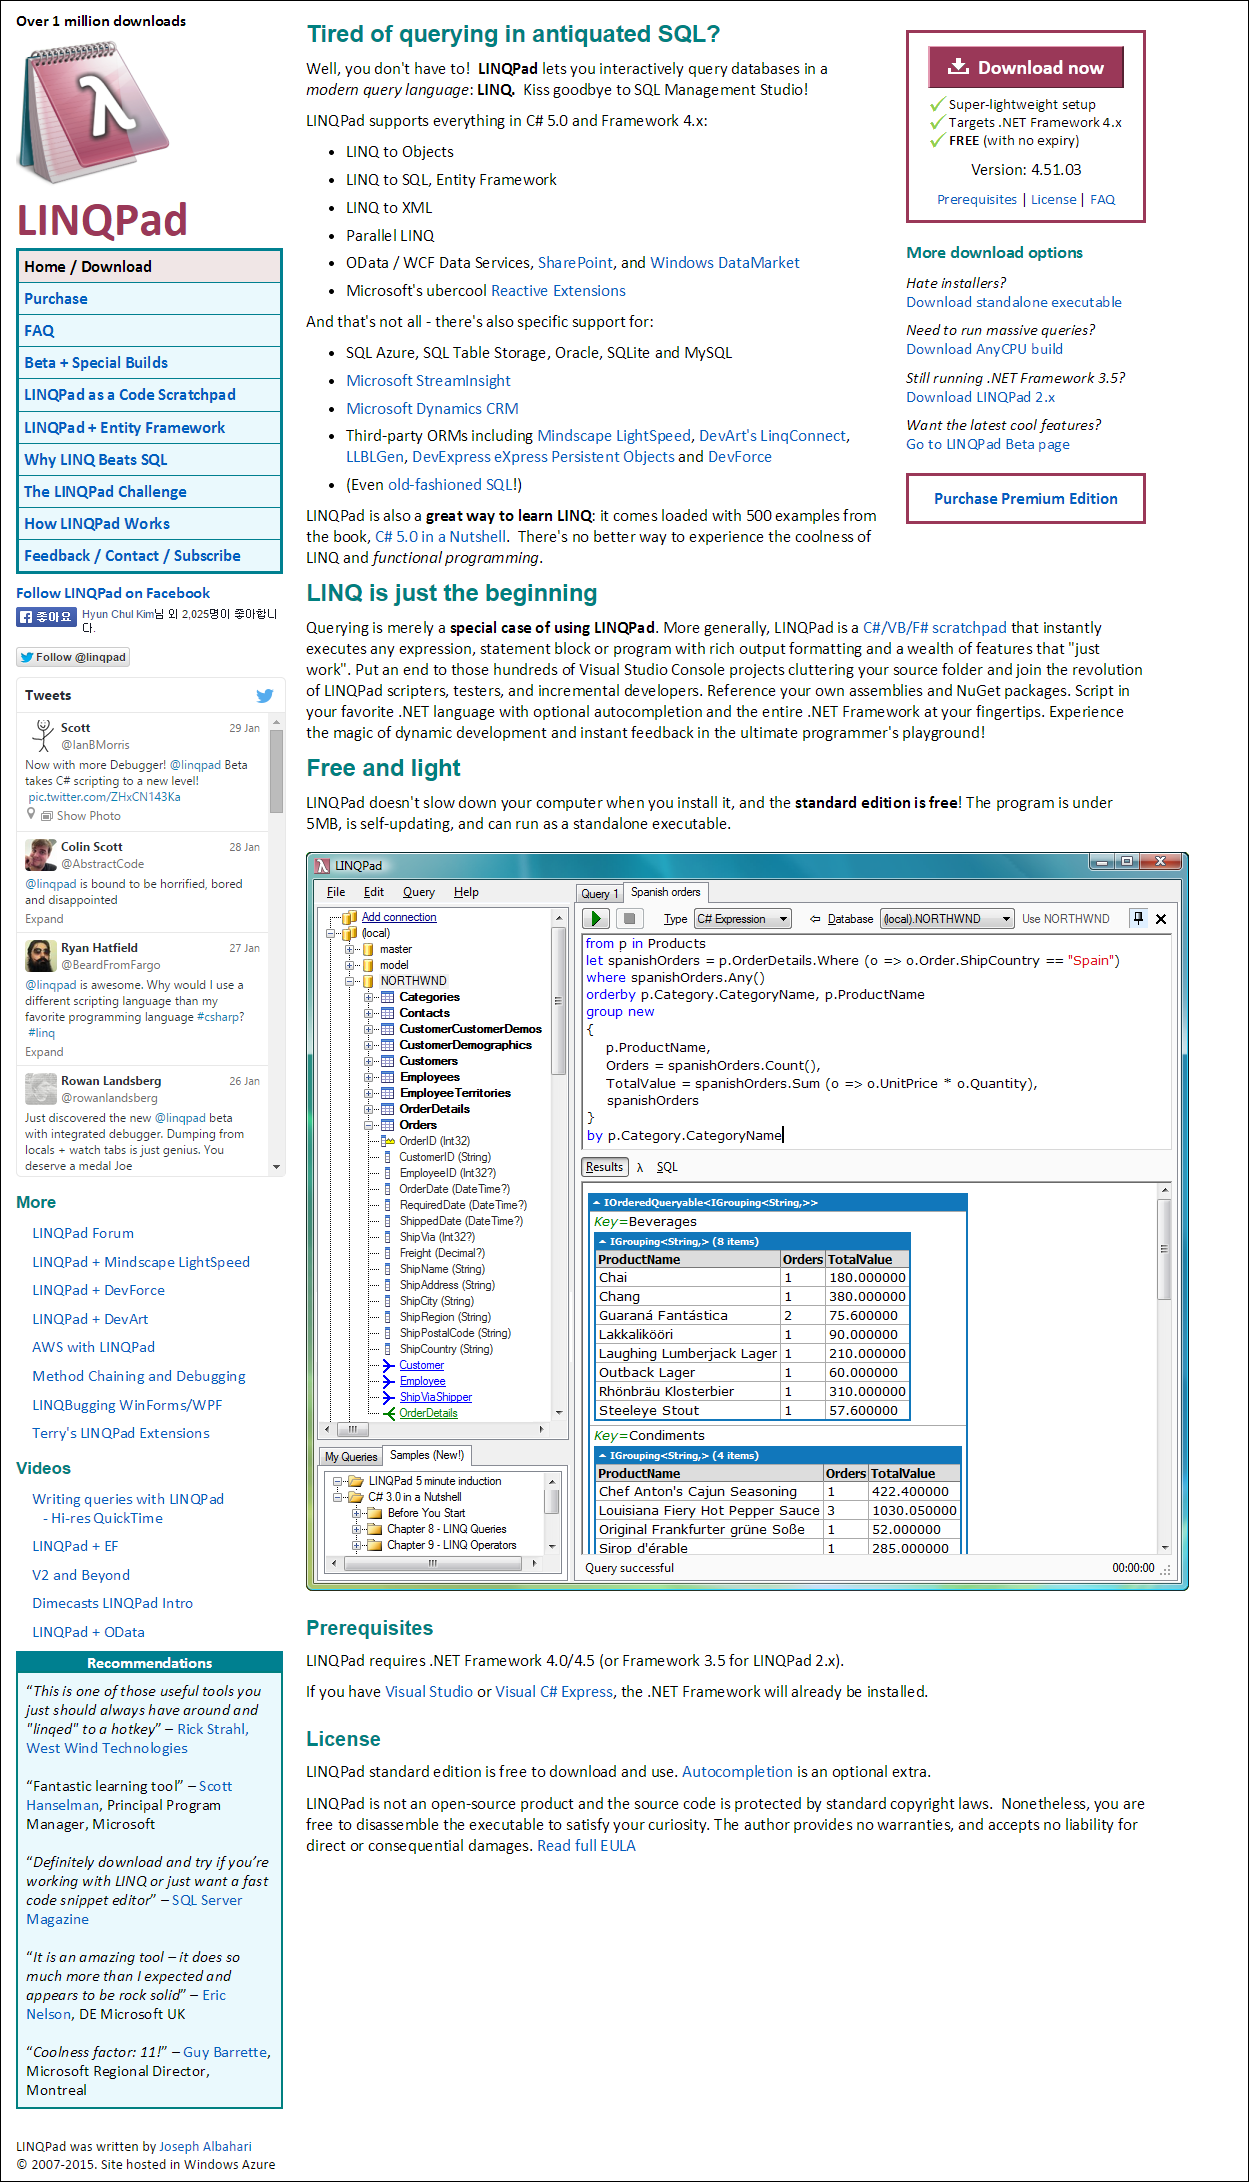 Over 1 million downloads
LINQPad
Home / Download
Purchase
FAQ
Beta + Special Builds
LINQPad as a Code Scratchpad
LINQPad + Entity Framework
Why LINQ Beats SQL
The LINQPad Challenge
How LINQPad Works
Feedback / Contact / Subscribe
Follow LINQPad on Facebook
좋아요
Hyun Chul Kim님 외 2,025명이 좋아합니
다.
Follow @linqpad
Tweets
Scott 29 Jan
@IanBMorris
Now with more Debugger! @linqpad Beta
takes C# scripting to a new level!
pic.twitter.com/ZHxCN143Ka
Show Photo
Colin Scott 28 Jan
@AbstractCode
@linqpad is bound to be horrified, bored
and disappointed
Expand
Ryan Hatfield 27 Jan
@BeardFromFargo
@linqpad is awesome. Why would I use a
different scripting language than my
favorite programming language #csharp?
#linq
Expand
Rowan Landsberg 26 Jan
@rowanlandsberg
Just discovered the new @linqpad beta
with integrated debugger. Dumping from
locals + watch tabs is just genius. You
deserve a medal Joe
More
LINQPad Forum
LINQPad + Mindscape LightSpeed
LINQPad + DevForce
LINQPad + DevArt
AWS with LINQPad
Method Chaining and Debugging
LINQBugging WinForms/WPF
Terry's LINQPad Extensions
Videos
Writing queries with LINQPad
- Hi-res QuickTime
LINQPad + EF
V2 and Beyond
Dimecasts LINQPad Intro
LINQPad + OData
Recommendations
“This is one of those useful tools you
just should always have around and
"linqed" to a hotkey” – Rick Strahl,
West Wind Technologies
“Fantastic learning tool” – Scott
Hanselman, Principal Program
Manager, Microsoft
“Definitely download and try if you’re
working with LINQ or just want a fast
code snippet editor” – SQL Server
Magazine
“It is an amazing tool – it does so
much more than I expected and
appears to be rock solid” – Eric
Nelson, DE Microsoft UK
“Coolness factor: 11!” – Guy Barrette,
Microsoft Regional Director,
Montreal
LINQPad was written by Joseph Albahari
© 2007-2015. Site hosted in Windows Azure
Tired of querying in antiquated SQL?
Well, you don't have to! LINQPad lets you interactively query databases in a
modern query language: LINQ. Kiss goodbye to SQL Management Studio!
LINQPad supports everything in C# 5.0 and Framework 4.x:
• LINQ to Objects
• LINQ to SQL, Entity Framework
• LINQ to XML
• Parallel LINQ
• OData / WCF Data Services, SharePoint, and Windows DataMarket
• Microsoft's ubercool Reactive Extensions
And that's not all - there's also specific support for:
• SQL Azure, SQL Table Storage, Oracle, SQLite and MySQL
• Microsoft StreamInsight
• Microsoft Dynamics CRM
• Third-party ORMs including Mindscape LightSpeed, DevArt's LinqConnect,
LLBLGen, DevExpress eXpress Persistent Objects and DevForce
• (Even old-fashioned SQL!)
LINQPad is also a great way to learn LINQ: it comes loaded with 500 examples from
the book, C# 5.0 in a Nutshell. There's no better way to experience the coolness of
LINQ and functional programming.
Download now
Super-lightweight setup
Targets .NET Framework 4.x
FREE (with no expiry)
Version: 4.51.03
Prerequisites | License | FAQ
More download options
Hate installers?
Download standalone executable
Need to run massive queries?
Download AnyCPU build
Still running .NET Framework 3.5?
Download LINQPad 2.x
Want the latest cool features?
Go to LINQPad Beta page
Purchase Premium Edition
LINQ is just the beginning
Querying is merely a special case of using LINQPad. More generally, LINQPad is a C#/VB/F# scratchpad that instantly
executes any expression, statement block or program with rich output formatting and a wealth of features that "just
work". Put an end to those hundreds of Visual Studio Console projects cluttering your source folder and join the revolution
of LINQPad scripters, testers, and incremental developers. Reference your own assemblies and NuGet packages. Script in
your favorite .NET language with optional autocompletion and the entire .NET Framework at your fingertips. Experience
the magic of dynamic development and instant feedback in the ultimate programmer's playground!
Free and light
LINQPad doesn't slow down your computer when you install it, and the standard edition is free! The program is under
5MB, is self-updating, and can run as a standalone executable.
LINQPad
File Edit Query Help
Add connection
(local)
master
model
NORTHWND
Categories
Contacts
CustomerCustomerDemos
CustomerDemographics
Customers
Employees
EmployeeTerritories
OrderDetails
Orders
OrderID (Int32)
CustomerID (String)
EmployeeID (Int32?)
OrderDate (DateTime?)
RequiredDate (DateTime?)
ShippedDate (DateTime?)
ShipVia (Int32?)
Freight (Decimal?)
ShipName (String)
ShipAddress (String)
ShipCity (String)
ShipRegion (String)
ShipPostalCode (String)
ShipCountry (String)
Customer
Employee
ShipViaShipper
OrderDetails
My Queries Samples (New!)
LINQPad 5 minute induction
C# 3.0 in a Nutshell
Before You Start
Chapter 8 - LINQ Queries
Chapter 9 - LINQ Operators
Query 1 Spanish orders
Type C# Expression Database (local).NORTHWND Use NORTHWND
from p in Products
let spanishOrders = p.OrderDetails.Where (o => o.Order.ShipCountry == "Spain")
where spanishOrders.Any()
orderby p.Category.CategoryName, p.ProductName
group new
{
p.ProductName,
Orders = spanishOrders.Count(),
TotalValue = spanishOrders.Sum (o => o.UnitPrice * o.Quantity),
spanishOrders
}
by p.Category.CategoryName
Results λ SQL
IOrderedQueryable<IGrouping<String,>>
Key=Beverages
IGrouping<String,> (8 items)
ProductName Orders TotalValue
Chai 1 180.000000
Chang 1 380.000000
Guaraná Fantástica 2 75.600000
Lakkalikööri 1 90.000000
Laughing Lumberjack Lager 1 210.000000
Outback Lager 1 60.000000
Rhönbräu Klosterbier 1 310.000000
Steeleye Stout 1 57.600000
Key=Condiments
IGrouping<String,> (4 items)
ProductName Orders TotalValue
Chef Anton's Cajun Seasoning 1 422.400000
Louisiana Fiery Hot Pepper Sauce 3 1030.050000
Original Frankfurter grüne Soße 1 52.000000
Sirop d'érable 1 285.000000
Query successful 00:00:00
Prerequisites
LINQPad requires .NET Framework 4.0/4.5 (or Framework 3.5 for LINQPad 2.x).
If you have Visual Studio or Visual C# Express, the .NET Framework will already be installed.
License
LINQPad standard edition is free to download and use. Autocompletion is an optional extra.
LINQPad is not an open-source product and the source code is protected by standard copyright laws. Nonetheless, you are
free to disassemble the executable to satisfy your curiosity. The author provides no warranties, and accepts no liability for
direct or consequential damages. Read full EULA